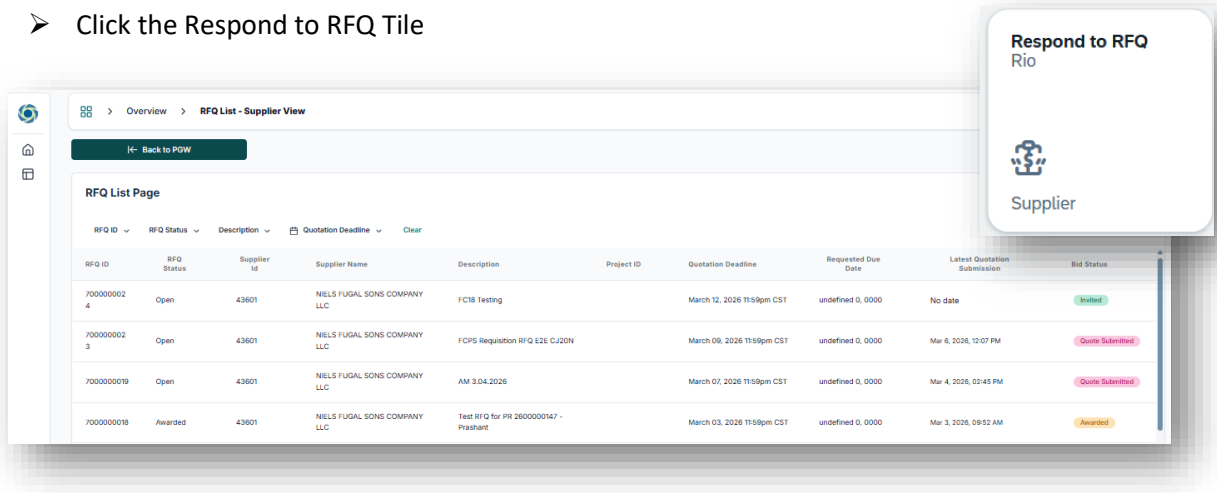 ➢ Click the Respond to RFQ Tile
Respond to RFQ
Rio
Supplier
> Overview > RFQ List - Supplier View
Back to PGW
RFQ List Page
RFQ ID RFQ Status Description Quotation Deadline Clear
RFQ ID RFQ Status Supplier Id Supplier Name Description Project ID Quotation Deadline Requested Due Date Latest Quotation Submission Bid Status
7000000024 Open 43601 NIELS FUGAL SONS COMPANY LLC FC18 Testing March 12, 2026 11:59pm CST undefined 0, 0000 No date Invited
7000000023 Open 43601 NIELS FUGAL SONS COMPANY LLC FCPS Requisition RFQ E2E CJ20N March 09, 2026 11:59pm CST undefined 0, 0000 Mar 6, 2026, 12:07 PM Quote Submitted
7000000019 Open 43601 NIELS FUGAL SONS COMPANY LLC AM 3.04.2026 March 07, 2026 11:59pm CST undefined 0, 0000 Mar 4, 2026, 02:45 PM Quote Submitted
7000000018 Awarded 43601 NIELS FUGAL SONS COMPANY LLC Test RFQ for PR 2600000147 - Prashant March 03, 2026 11:59pm CST undefined 0, 0000 Mar 3, 2026, 09:52 AM Awarded